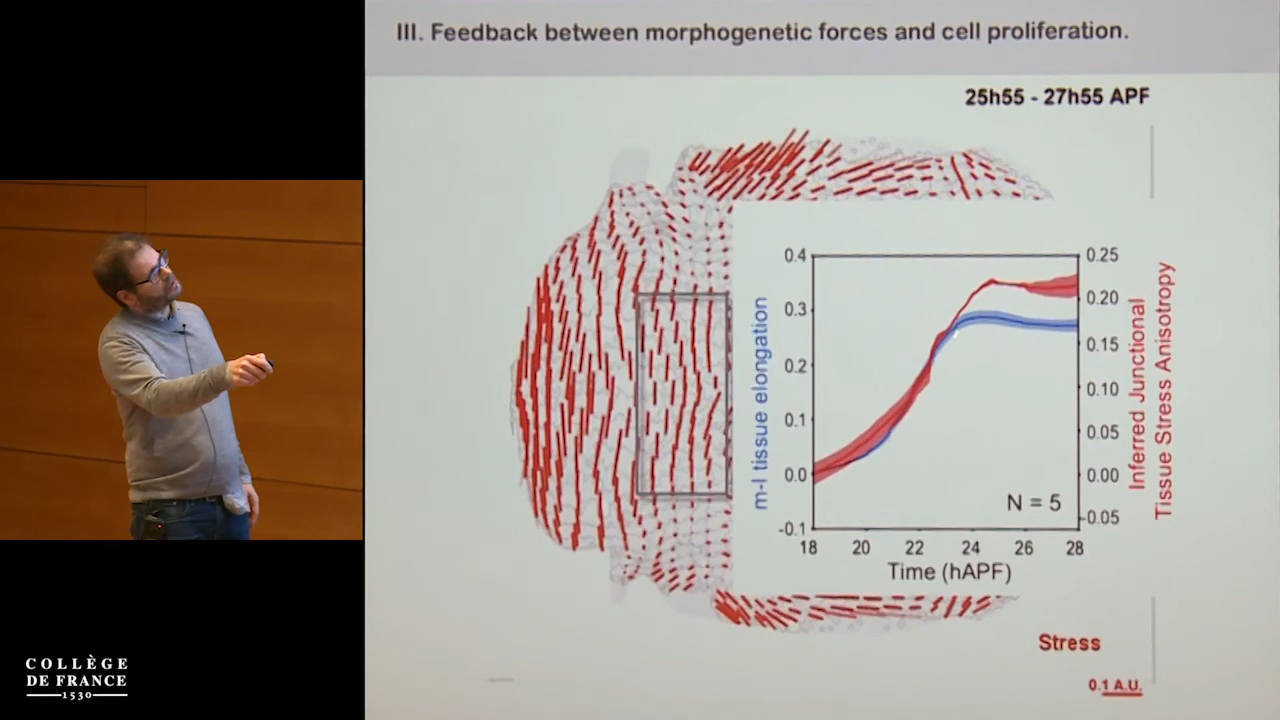 III. Feedback between morphogenetic forces and cell proliferation.
25h55 - 27h55 APF
0.4
0.3
0.2
0.1
0.0
-0.1
m-l tissue elongation
0.25
0.20
0.15
0.10
0.05
0.00
-0.05
Inferred Junctional
Tissue Stress Anisotropy
N = 5
18 20 22 24 26 28
Time (hAPF)
Stress
0.1 A.U.
COLLÈGE
DE FRANCE
1530